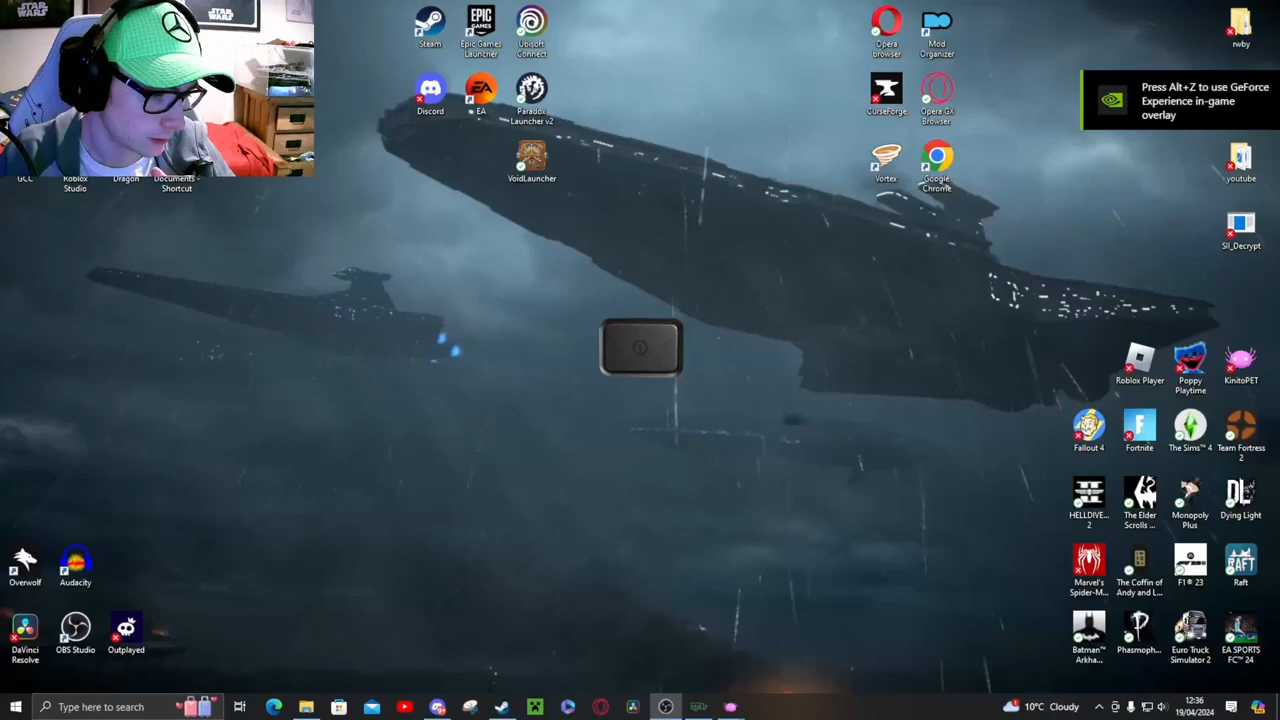 STAR
WARS
STAR
WARS
Steam
Epic Games
Launcher
Ubisoft
Connect
Opera
browser
Mod
Organizer
rwby
Press Alt+Z to use GeForce
Experience in-game
overlay
Discord
EA
Paradox
Launcher v2
CurseForge
Opera GX
Browser
VoidLauncher
Vortex
Google
Chrome
youtube
GCC
Roblox
Studio
Dragon
Documents -
Shortcut
SII_Decrypt
Roblox Player
Poppy
Playtime
KinitoPET
Fallout 4
Fortnite
The Sims™ 4
Team Fortress
2
HELLDIVE...
2
The Elder
Scrolls ...
Monopoly
Plus
Dying Light
Overwolf
Audacity
Marvel's
Spider-M...
The Coffin of
Andy and L...
F1® 23
Raft
DaVinci
Resolve
OBS Studio
Outplayed
Batman™
Arkha...
Phasmoph...
Euro Truck
Simulator 2
EA SPORTS
FC™ 24
Type here to search
10°C Cloudy
12:36
19/04/2024